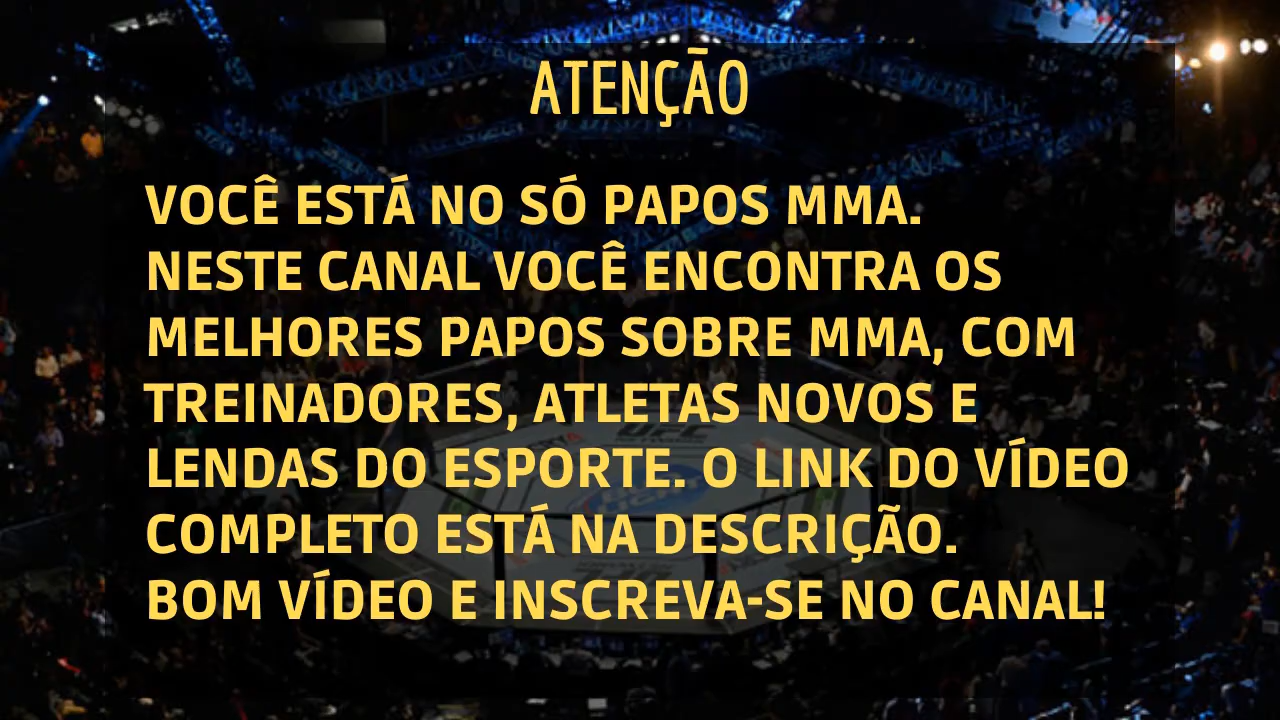 ATENÇÃO
VOCÊ ESTÁ NO SÓ PAPOS MMA.
NESTE CANAL VOCÊ ENCONTRA OS
MELHORES PAPOS SOBRE MMA, COM
TREINADORES, ATLETAS NOVOS E
LENDAS DO ESPORTE. O LINK DO VÍDEO
COMPLETO ESTÁ NA DESCRIÇÃO.
BOM VÍDEO E INSCREVA-SE NO CANAL!